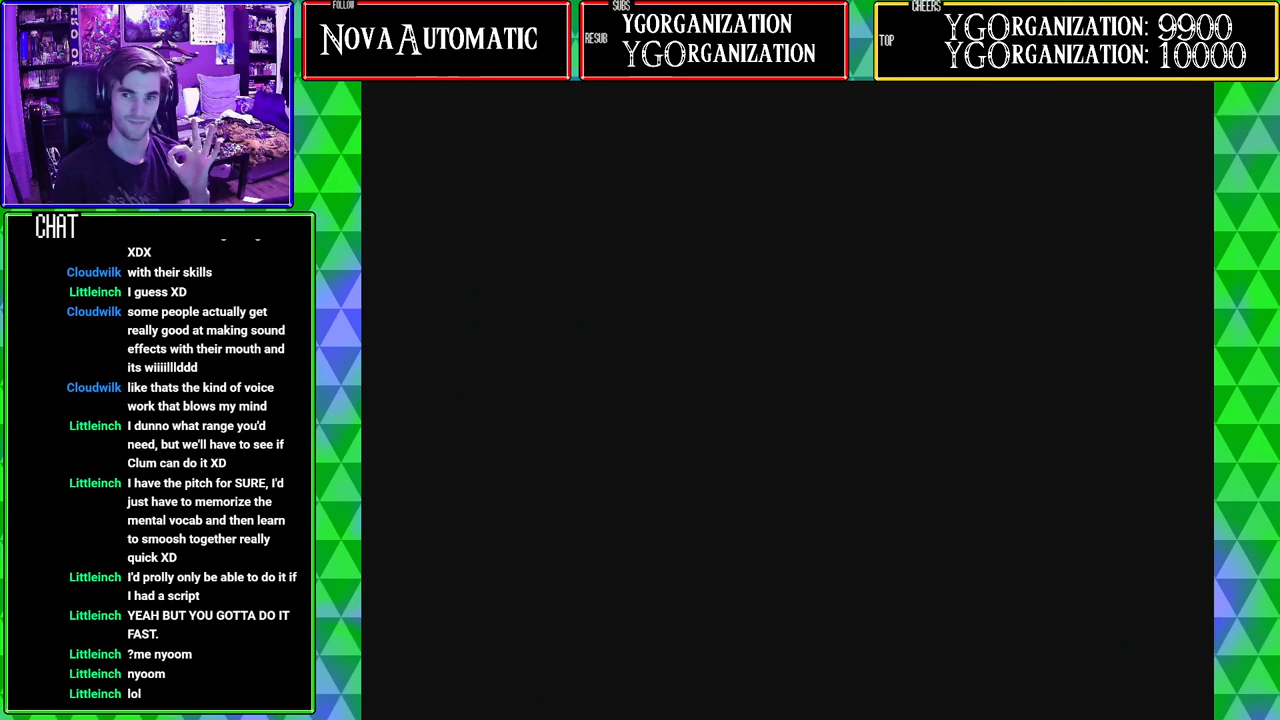 FOLLOW
NOVA AUTOMATIC
SUBS
YGORGANIZATION
RESUB
YGORGANIZATION
CHEERS
YGORGANIZATION: 9900
TOP
YGORGANIZATION: 10000
CHAT
XDX
Cloudwilk with their skills
Littleinch I guess XD
Cloudwilk some people actually get
really good at making sound
effects with their mouth and
its wiiiilllddd
Cloudwilk like thats the kind of voice
work that blows my mind
Littleinch I dunno what range you'd
need, but we'll have to see if
Clum can do it XD
Littleinch I have the pitch for SURE, I'd
just have to memorize the
mental vocab and then learn
to smoosh together really
quick XD
Littleinch I'd prolly only be able to do it if
I had a script
Littleinch YEAH BUT YOU GOTTA DO IT
FAST.
Littleinch ?me nyoom
Littleinch nyoom
Littleinch lol